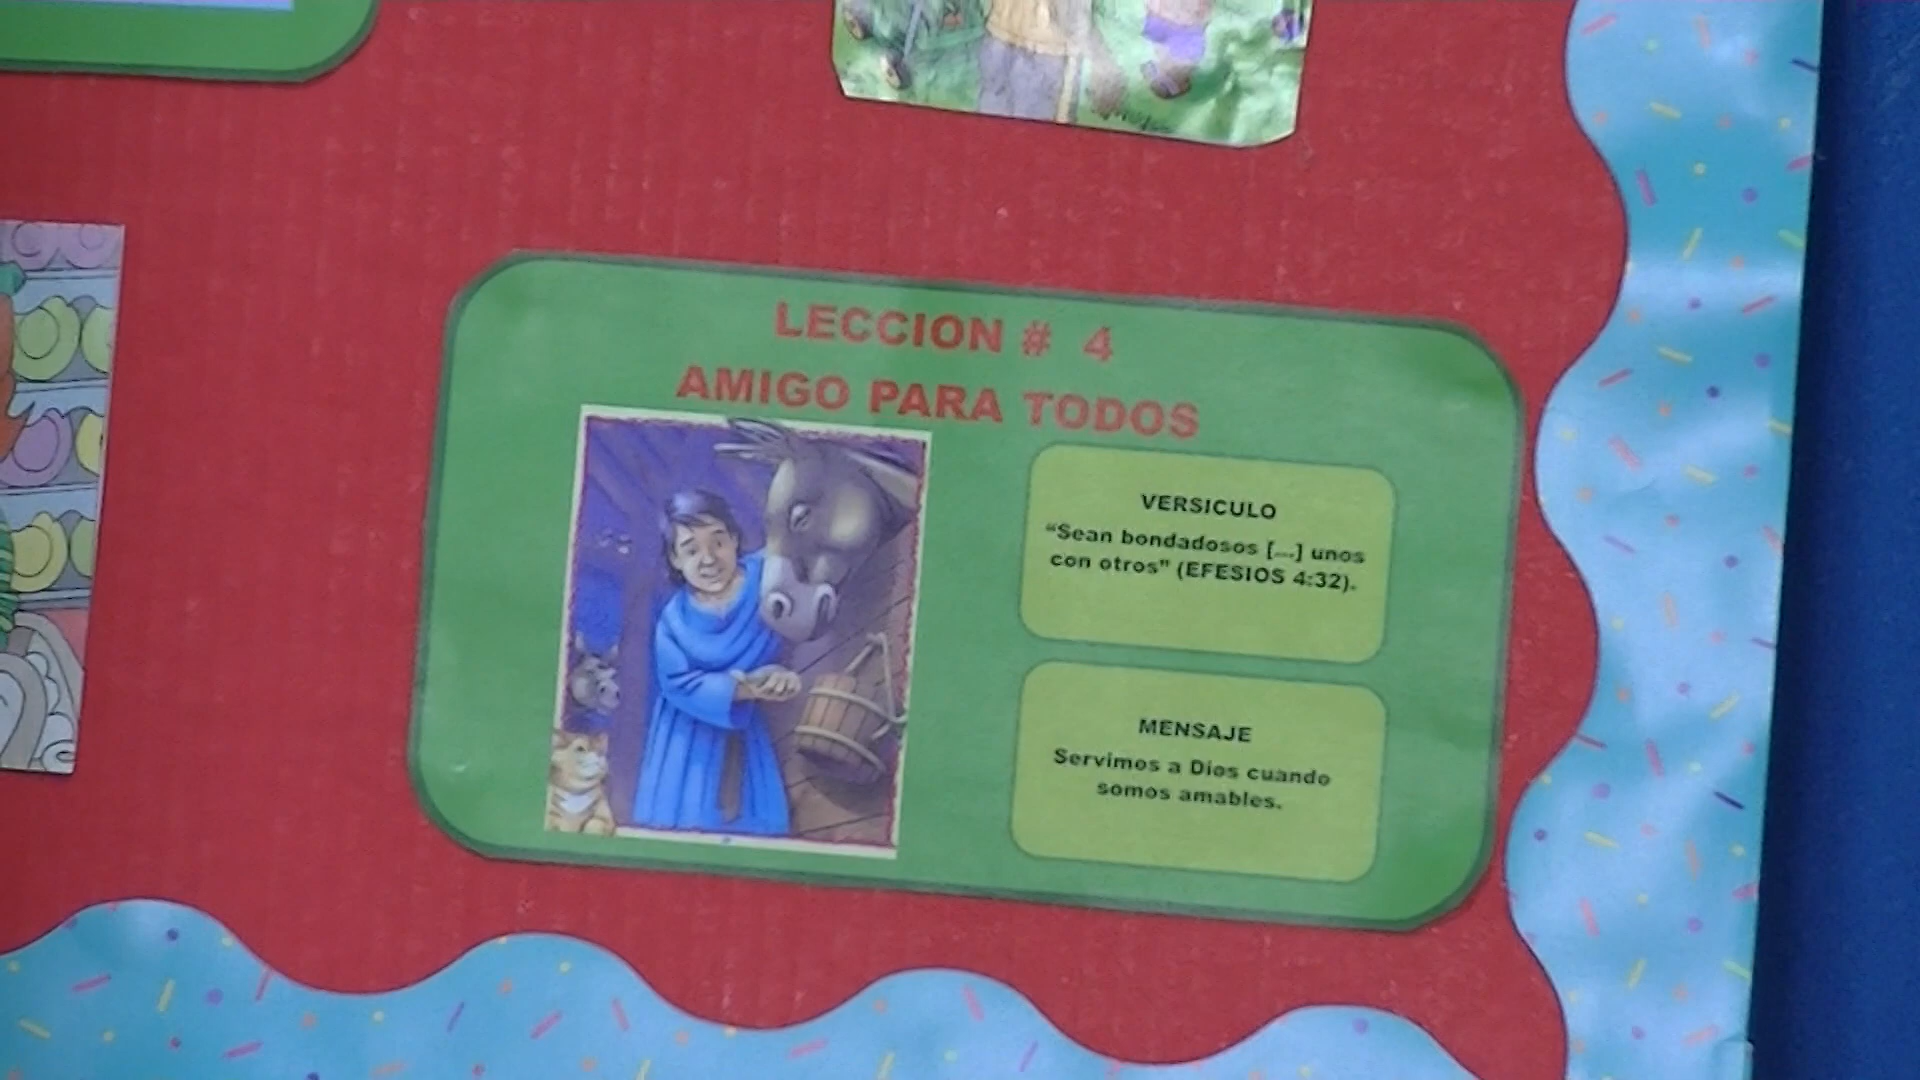 LECCION # 4
AMIGO PARA TODOS
VERSICULO
“Sean bondadosos [...] unos
con otros” (EFESIOS 4:32).
MENSAJE
Servimos a Dios cuando
somos amables.